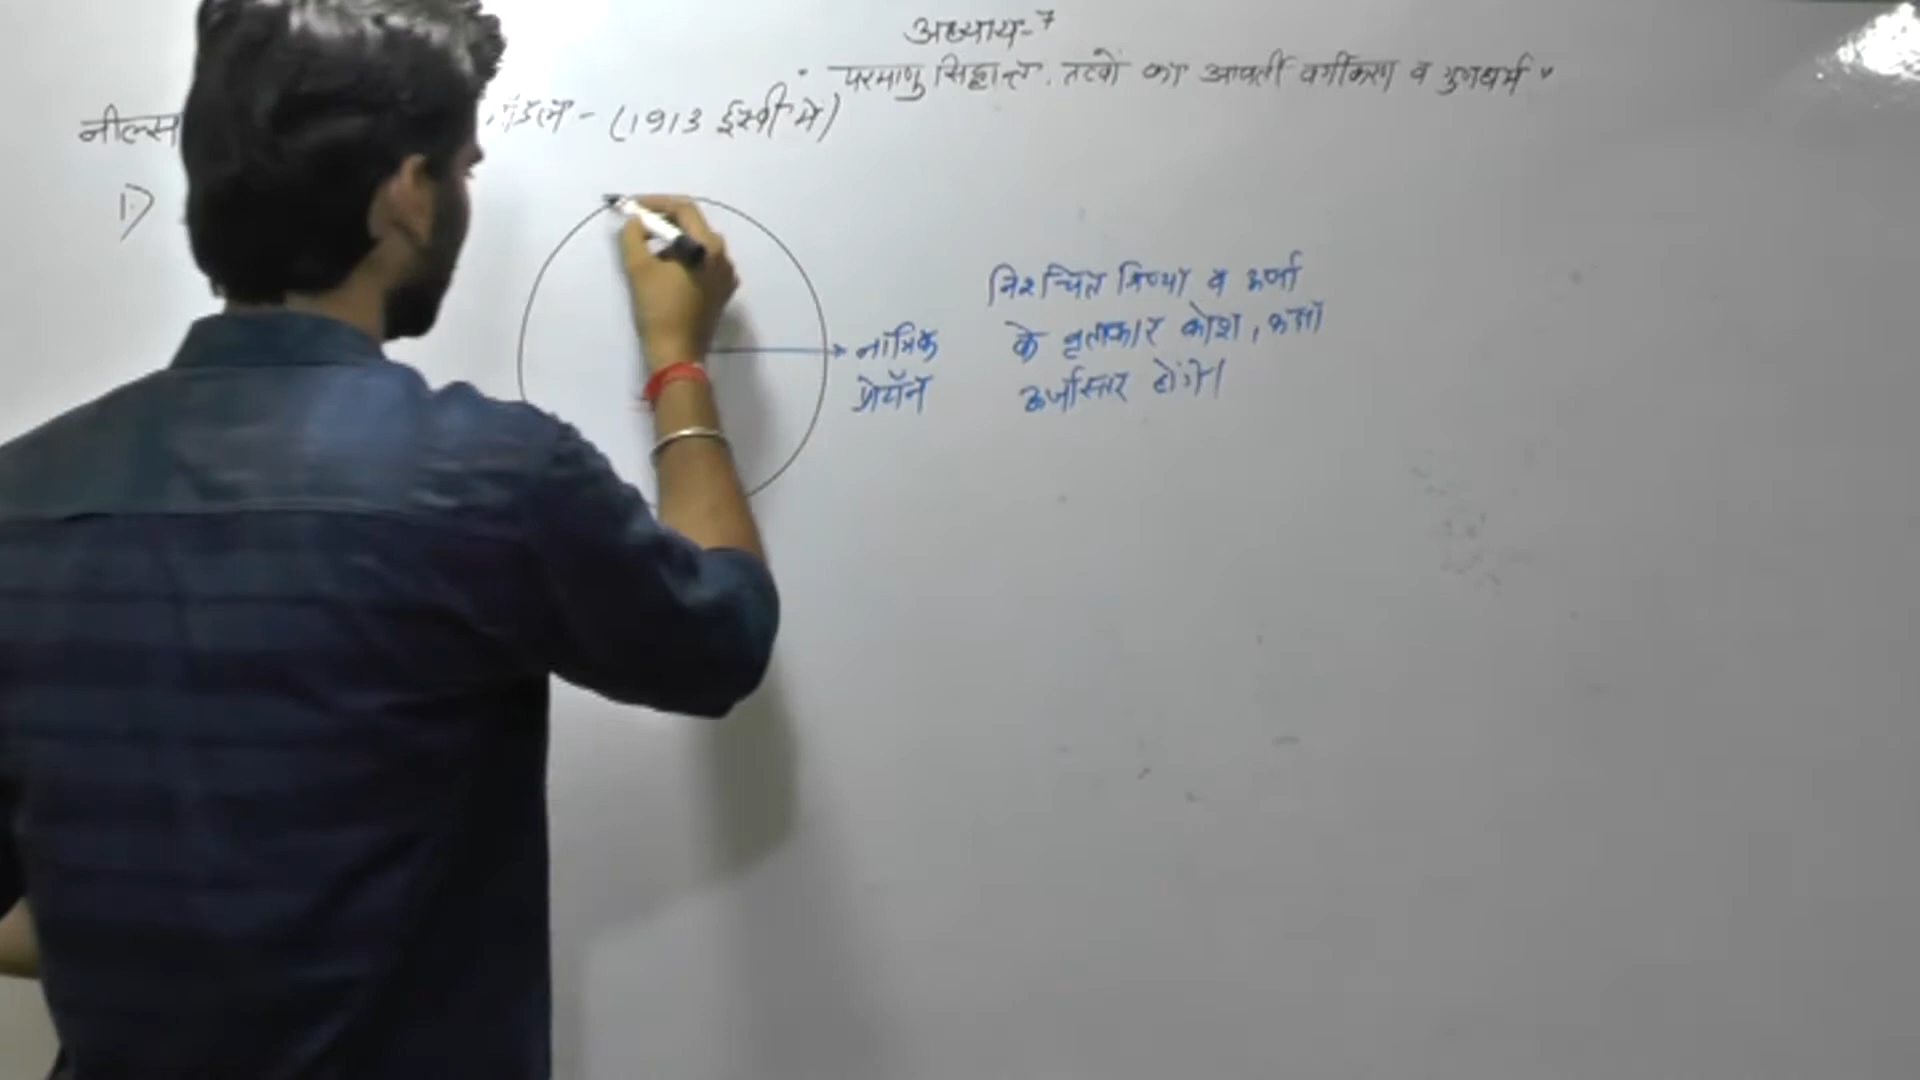 अध्याय-7
" परमाणु सिद्धान्त, तत्वों का आवर्ती वर्गीकरण व गुणधर्म "
नील्स मॉडल - (1913 ईस्वी में)
1)
निश्चित त्रिज्या व ऊर्जा
नाभिक के वृताकार कोश, कक्षा
प्रोटॉन ऊर्जास्तर होंगे।